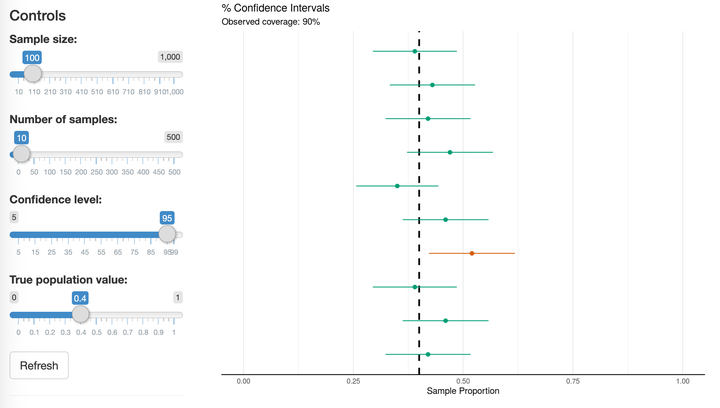 Controls
Sample size:
100
1,000
10 110 210 310 410 510 610 710 810 910 1,000
Number of samples:
10
500
0 50 100 150 200 250 300 350 400 450 500
Confidence level:
5
95
5 15 25 35 45 55 65 75 85 95 99
True population value:
0
0.4
1
0 0.1 0.2 0.3 0.4 0.5 0.6 0.7 0.8 0.9 1
Refresh
% Confidence Intervals
Observed coverage: 90%
0.00 0.25 0.50 0.75 1.00
Sample Proportion